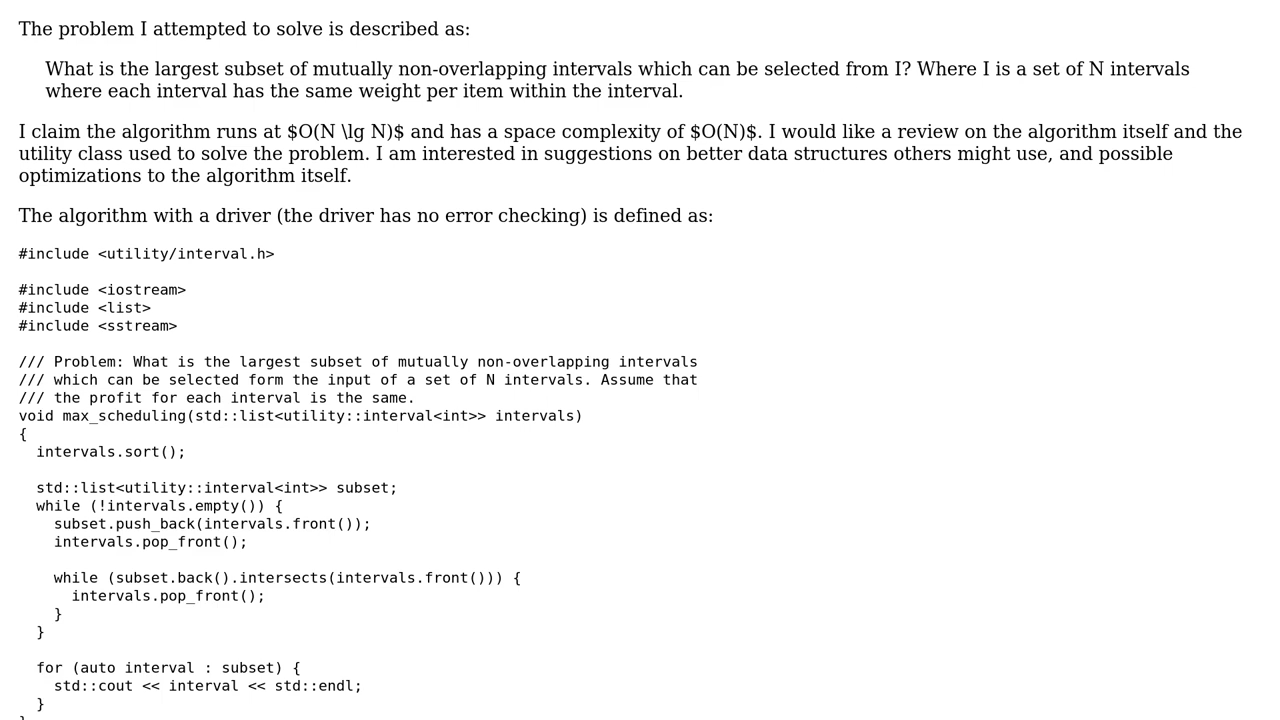 The problem I attempted to solve is described as:
What is the largest subset of mutually non-overlapping intervals which can be selected from I? Where I is a set of N intervals
where each interval has the same weight per item within the interval.
I claim the algorithm runs at $O(N \lg N)$ and has a space complexity of $O(N)$. I would like a review on the algorithm itself and the
utility class used to solve the problem. I am interested in suggestions on better data structures others might use, and possible
optimizations to the algorithm itself.
The algorithm with a driver (the driver has no error checking) is defined as:
#include <utility/interval.h>
#include <iostream>
#include <list>
#include <sstream>
/// Problem: What is the largest subset of mutually non-overlapping intervals
/// which can be selected form the input of a set of N intervals. Assume that
/// the profit for each interval is the same.
void max_scheduling(std::list<utility::interval<int>> intervals)
{
  intervals.sort();
  std::list<utility::interval<int>> subset;
  while (!intervals.empty()) {
    subset.push_back(intervals.front());
    intervals.pop_front();
    while (subset.back().intersects(intervals.front())) {
      intervals.pop_front();
    }
  }
  for (auto interval : subset) {
    std::cout << interval << std::endl;
  }
}